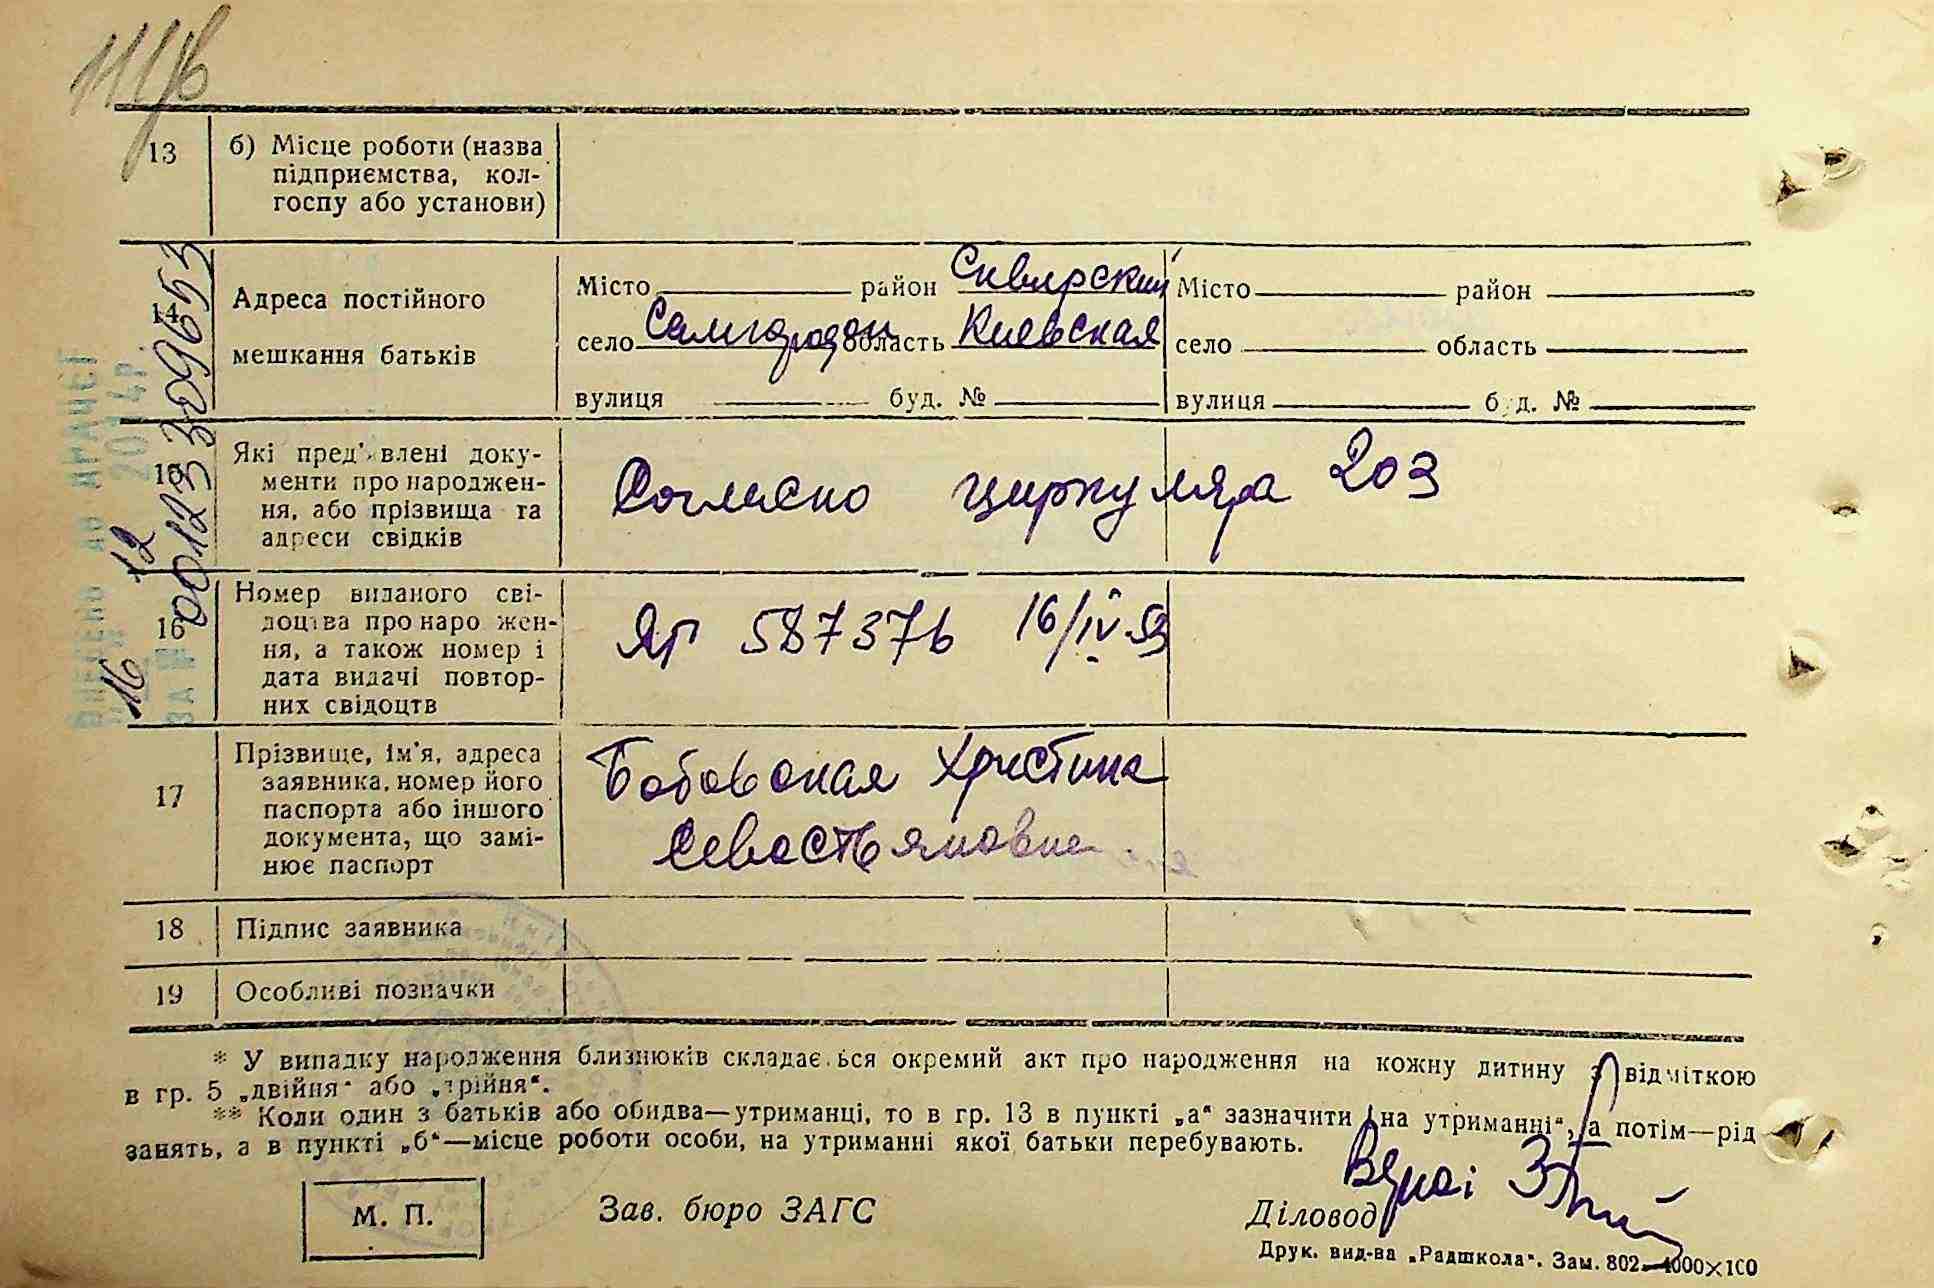 13 б) Місце роботи (назва
підприємства, кол-
госпу або установи)
14 Адреса постійного
мешкання батьків
Місто район Сквирский
село Самгородок область Киевская
вулиця буд. №
Місто район
село область
вулиця буд. №
15 Які пред'явлені доку-
менти про народжен-
ня, або прізвища та
адреси свідків
Согласно циркуляра 203
16 Номер виданого сві-
доцтва про народжен-
ня, а також номер і
дата видачі повтор-
них свідоцтв
ЯГ 587376 16/IV 53
17 Прізвище, ім'я, адреса
заявника, номер його
паспорта або іншого
документа, що замі-
нює паспорт
Бобовская Христина
Севастьяновна
18 Підпис заявника
19 Особливі позначки
* У випадку народження близнюків складається окремий акт про народження на кожну дитину з відміткою
в гр. 5 „двійня“ або „трійня“.
** Коли один з батьків або обидва—утриманці, то в гр. 13 в пункті „а“ зазначити „на утриманні“, а потім—рід
занять, а в пункті „б“—місце роботи особи, на утриманні якої батьки перебувають.
М. П.
Зав. бюро ЗАГС
Діловод
Друк. вид-ва „Радшкола“. Зам. 802—4000×100
16 12 2014р.
00123309653